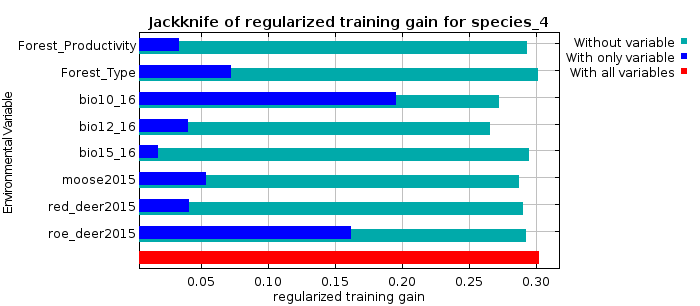 Jackknife of regularized training gain for species_4
Environmental Variable
Forest_Productivity
Forest_Type
bio10_16
bio12_16
bio15_16
moose2015
red_deer2015
roe_deer2015
0.05 0.10 0.15 0.20 0.25 0.30
regularized training gain
Without variable
With only variable
With all variables